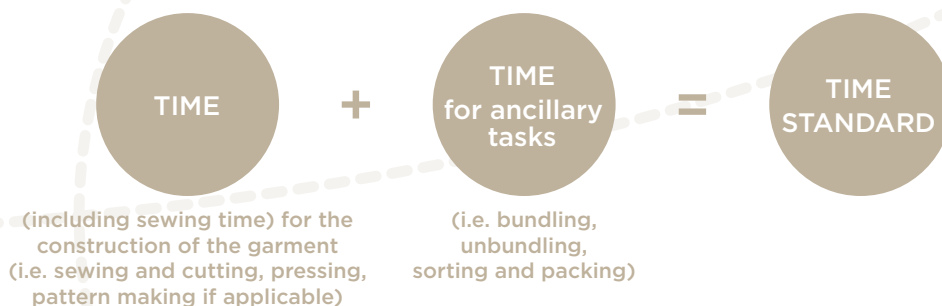 TIME
+
TIME
for ancillary
tasks
=
TIME
STANDARD
(including sewing time) for the
construction of the garment
(i.e. sewing and cutting, pressing,
pattern making if applicable)
(i.e. bundling,
unbundling,
sorting and packing)